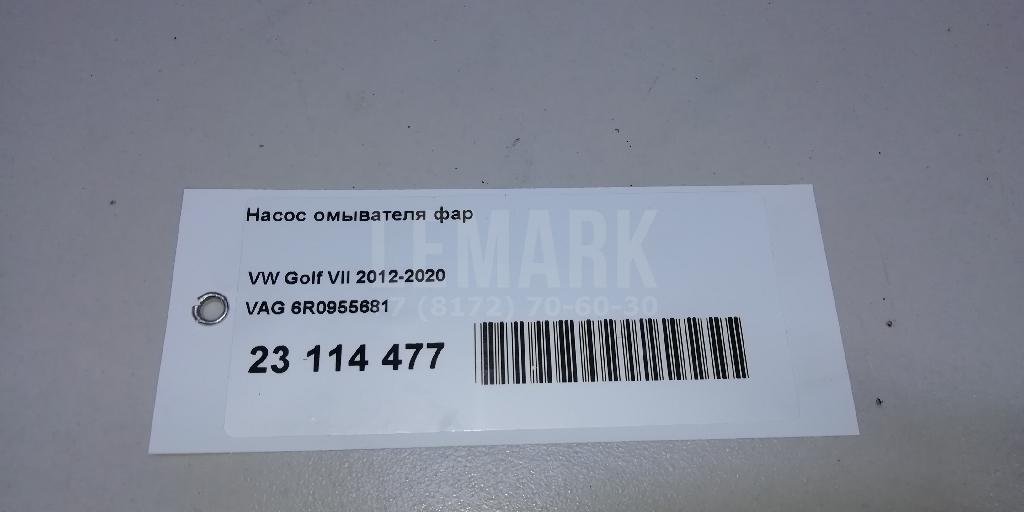 Насос омывателя фар
LEMARK
VW Golf VII 2012-2020
+7 (8172) 70-60-30
VAG 6R0955681
23 114 477